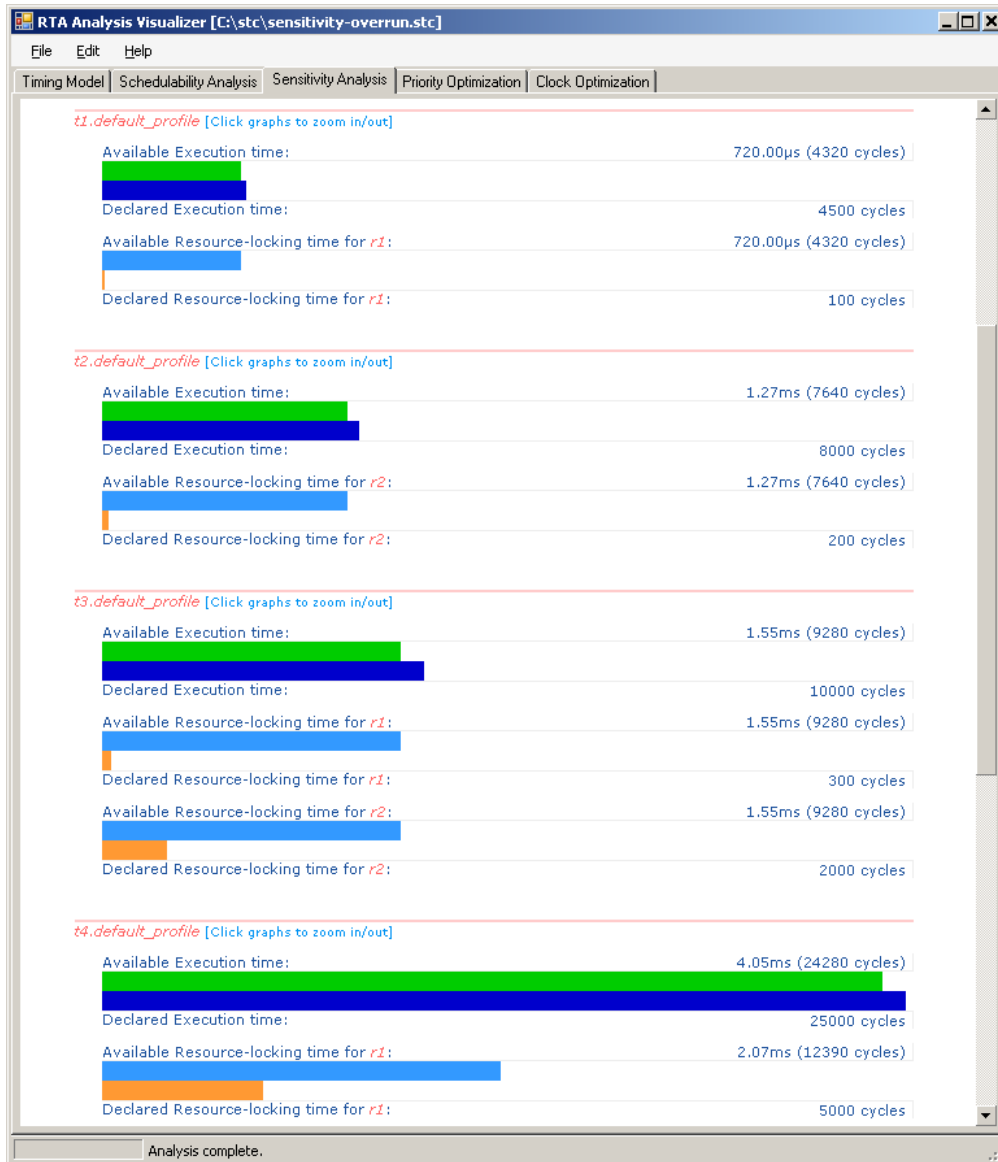 RTA Analysis Visualizer [C:\stc\sensitivity-overrun.stc]
File Edit Help
Timing Model Schedulability Analysis Sensitivity Analysis Priority Optimization Clock Optimization
t1.default_profile [Click graphs to zoom in/out]
Available Execution time: 720.00µs (4320 cycles)
Declared Execution time: 4500 cycles
Available Resource-locking time for r1: 720.00µs (4320 cycles)
Declared Resource-locking time for r1: 100 cycles
t2.default_profile [Click graphs to zoom in/out]
Available Execution time: 1.27ms (7640 cycles)
Declared Execution time: 8000 cycles
Available Resource-locking time for r2: 1.27ms (7640 cycles)
Declared Resource-locking time for r2: 200 cycles
t3.default_profile [Click graphs to zoom in/out]
Available Execution time: 1.55ms (9280 cycles)
Declared Execution time: 10000 cycles
Available Resource-locking time for r1: 1.55ms (9280 cycles)
Declared Resource-locking time for r1: 300 cycles
Available Resource-locking time for r2: 1.55ms (9280 cycles)
Declared Resource-locking time for r2: 2000 cycles
t4.default_profile [Click graphs to zoom in/out]
Available Execution time: 4.05ms (24280 cycles)
Declared Execution time: 25000 cycles
Available Resource-locking time for r1: 2.07ms (12390 cycles)
Declared Resource-locking time for r1: 5000 cycles
Analysis complete.